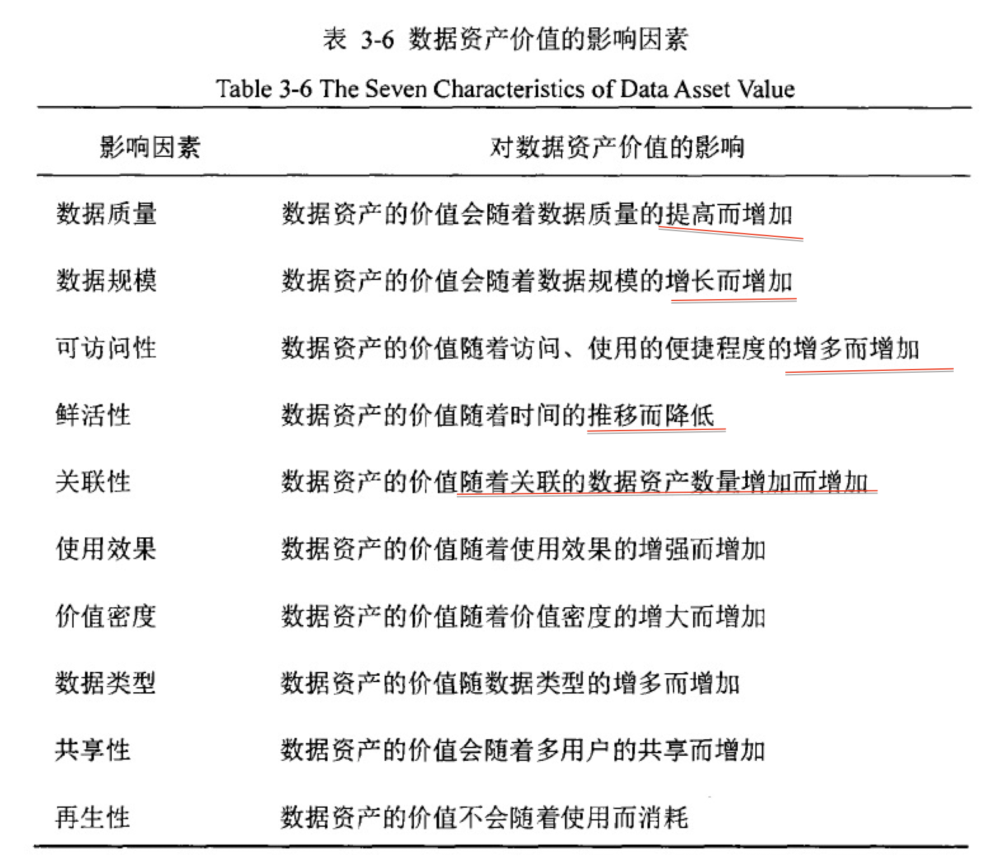 表 3-6 数据资产价值的影响因素
Table 3-6 The Seven Characteristics of Data Asset Value
影响因素 对数据资产价值的影响
数据质量 数据资产的价值会随着数据质量的提高而增加
数据规模 数据资产的价值会随着数据规模的增长而增加
可访问性 数据资产的价值随着访问、使用的便捷程度的增多而增加
鲜活性 数据资产的价值随着时间的推移而降低
关联性 数据资产的价值随着关联的数据资产数量增加而增加
使用效果 数据资产的价值随着使用效果的增强而增加
价值密度 数据资产的价值随着价值密度的增大而增加
数据类型 数据资产的价值随数据类型的增多而增加
共享性 数据资产的价值会随着多用户的共享而增加
再生性 数据资产的价值不会随着使用而消耗